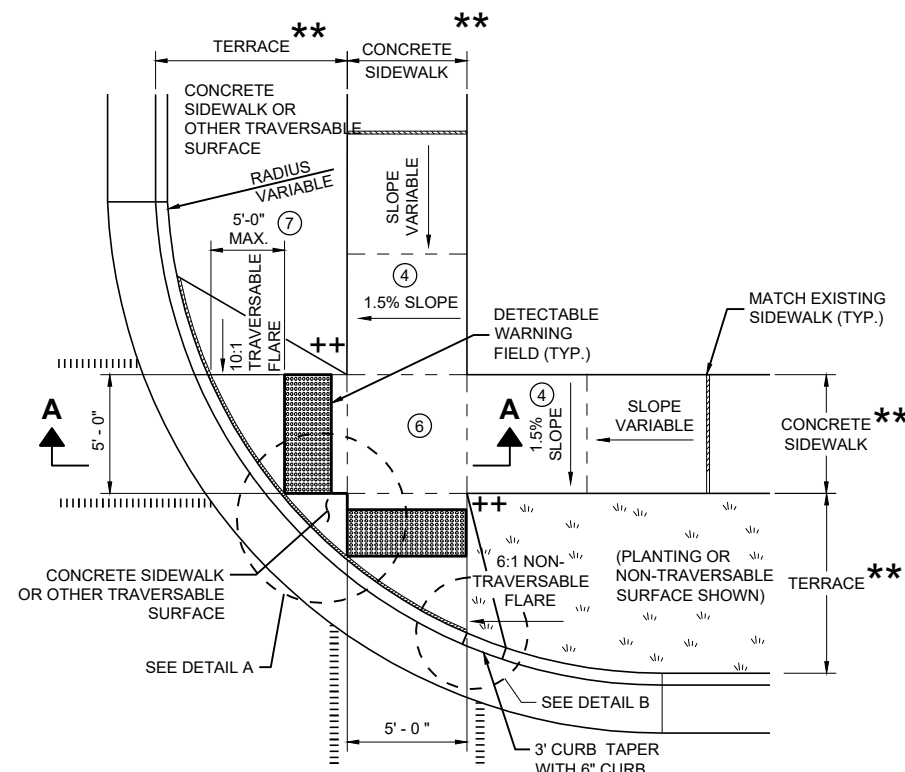 TERRACE **
**
CONCRETE
SIDEWALK
CONCRETE
SIDEWALK OR
OTHER TRAVERSABLE
SURFACE
RADIUS
VARIABLE
5'-0"
MAX.
7
10:1
TRAVERSABLE
FLARE
SLOPE
VARIABLE
4
1.5% SLOPE
DETECTABLE
WARNING
FIELD (TYP.)
MATCH EXISTING
SIDEWALK (TYP.)
++
A
5' - 0"
6
A
4
1.5%
SLOPE
SLOPE
VARIABLE
CONCRETE **
SIDEWALK
++
CONCRETE SIDEWALK
OR OTHER TRAVERSABLE
SURFACE
6:1 NON-
TRAVERSABLE
FLARE
(PLANTING OR
NON-TRAVERSABLE
SURFACE SHOWN)
TERRACE **
SEE DETAIL A
SEE DETAIL B
5' - 0 "
3' CURB TAPER
WITH 6" CURB